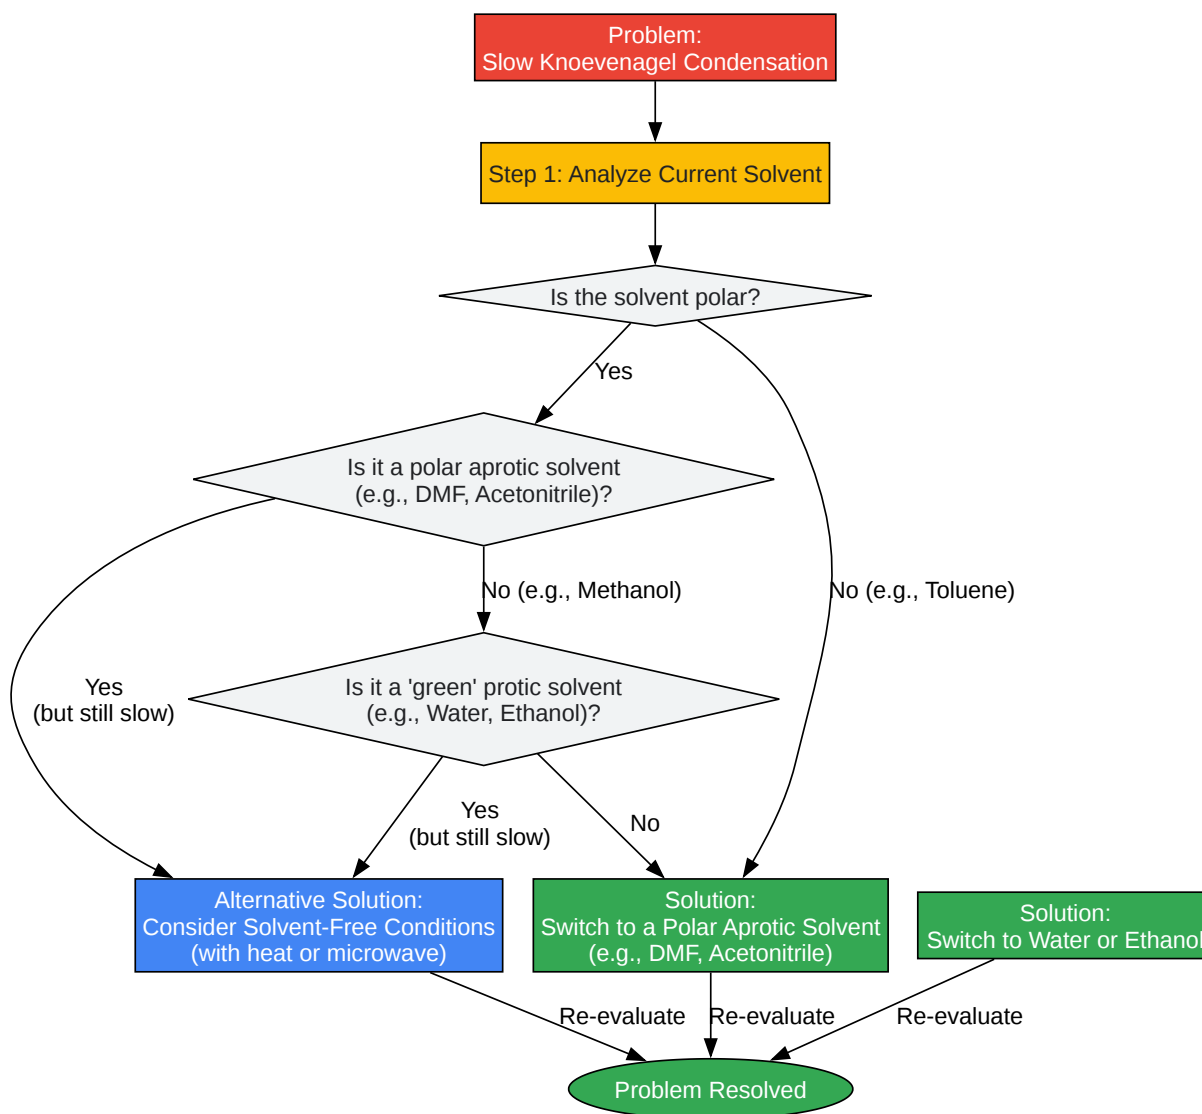 Problem:
Slow Knoevenagel Condensation
Step 1: Analyze Current Solvent
Is the solvent polar?
Yes
Is it a polar aprotic solvent
(e.g., DMF, Acetonitrile)?
No (e.g., Methanol)
No (e.g., Toluene)
Is it a 'green' protic solvent
(e.g., Water, Ethanol)?
Yes
(but still slow)
Yes
(but still slow)
No
Alternative Solution:
Consider Solvent-Free Conditions
(with heat or microwave)
Solution:
Switch to a Polar Aprotic Solvent
(e.g., DMF, Acetonitrile)
Solution:
Switch to Water or Ethanol
Re-evaluate
Re-evaluate
Re-evaluate
Problem Resolved